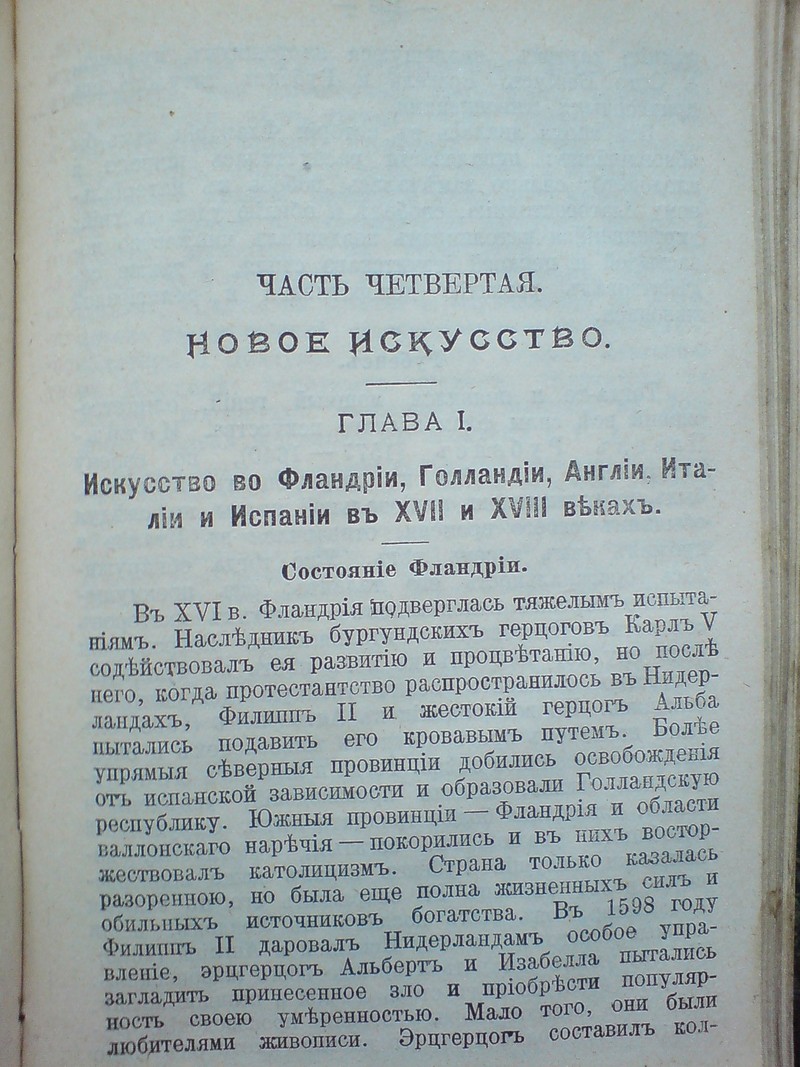 ЧАСТЬ ЧЕТВЕРТАЯ.
НОВОЕ ИСКУССТВО.
ГЛАВА I.
Искусство во Фландріи, Голландіи, Англіи, Ита-
ліи и Испаніи въ XVII и XVIII вѣкахъ.
Состояніе Фландріи.
Въ XVI в. Фландрія подверглась тяжелымъ испыта-
ніямъ. Наслѣдникъ бургундскихъ герцоговъ Карлъ V
содѣйствовалъ ея развитію и процвѣтанію, но послѣ
него, когда протестантство распространилось въ Нидер-
ландахъ, Филиппъ II и жестокій герцогъ Альба
пытались подавить его кровавымъ путемъ. Болѣе
упрямыя сѣверныя провинціи добились освобожденія
отъ испанской зависимости и образовали Голландскую
республику. Южныя провинціи — Фландрія и области
валлонскаго нарѣчія — покорились и въ нихъ востор-
жествовалъ католицизмъ. Страна только казалась
разоренною, но была еще полна жизненныхъ силъ и
обильныхъ источниковъ богатства. Въ 1598 году
Филиппъ II даровалъ Нидерландамъ особое упра-
вленіе, эрцгерцогъ Альбертъ и Изабелла пытались
загладить принесенное зло и пріобрѣсти популяр-
ность своею умѣренностью. Мало того, они были
любителями живописи. Эрцгерцогъ составилъ кол-